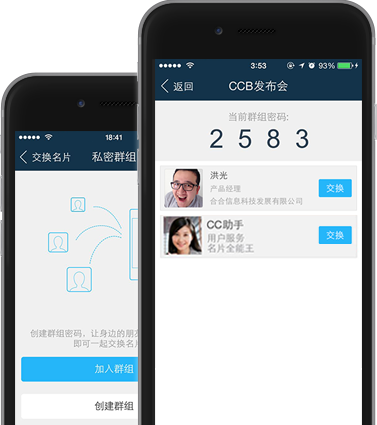 18:41
交换名片
私密群组
创建群组密码，让身边的朋友
即可一起交换名片
加入群组
创建群组
3:53
93%
返回
CCB发布会
当前群组密码:
2 5 8 3
洪光
产品经理
合合信息科技发展有限公司
交换
CC助手
用户服务
名片全能王
交换